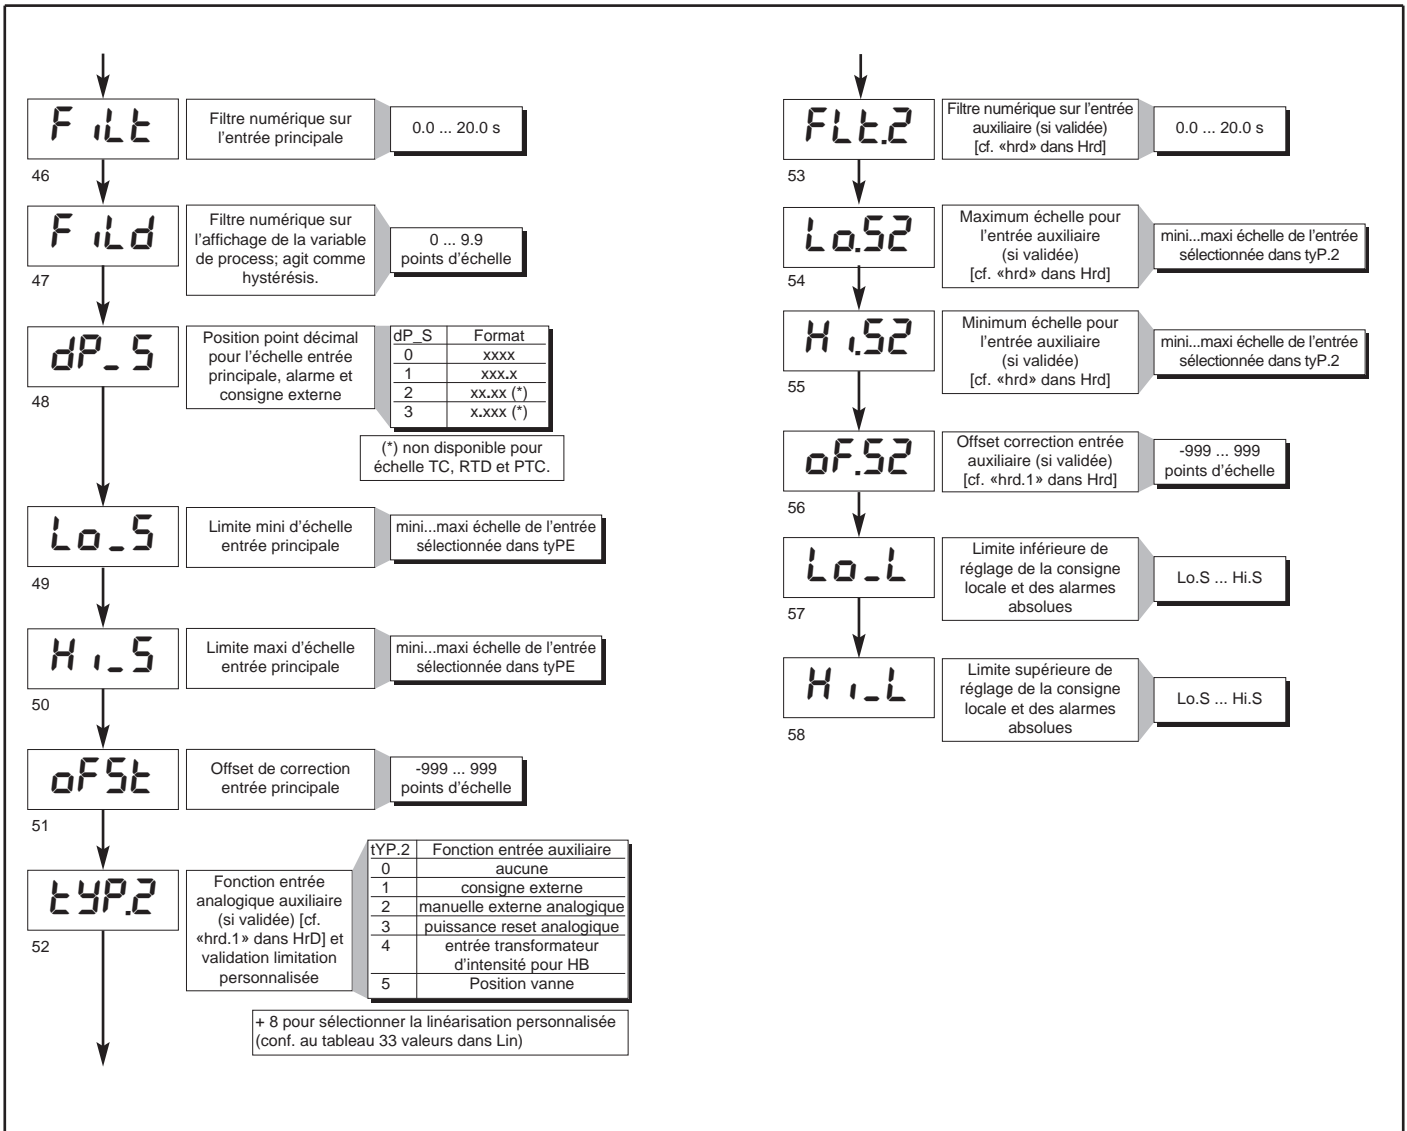 FiLt
Filtre numérique sur
l'entrée principale
0.0 ... 20.0 s
46
FiLd
Filtre numérique sur
l'affichage de la variable
de process; agit comme
hystérésis.
0 ... 9.9
points d'échelle
47
dP_S
Position point décimal
pour l'échelle entrée
principale, alarme et
consigne externe
dP_S Format
0 xxxx
1 xxx.x
2 xx.xx (*)
3 x.xxx (*)
48
(*) non disponible pour
échelle TC, RTD et PTC.
Lo_S
Limite mini d'échelle
entrée principale
mini...maxi échelle de l'entrée
sélectionnée dans tyPE
49
Hi_S
Limite maxi d'échelle
entrée principale
mini...maxi échelle de l'entrée
sélectionnée dans tyPE
50
oFSt
Offset de correction
entrée principale
-999 ... 999
points d'échelle
51
tYP.2
Fonction entrée
analogique auxiliaire
(si validée) [cf.
«hrd.1» dans HrD] et
validation limitation
personnalisée
tYP.2 Fonction entrée auxiliaire
0 aucune
1 consigne externe
2 manuelle externe analogique
3 puissance reset analogique
4 entrée transformateur
d'intensité pour HB
5 Position vanne
52
+ 8 pour sélectionner la linéarisation personnalisée
(conf. au tableau 33 valeurs dans Lin)
FLt.2
Filtre numérique sur l'entrée
auxiliaire (si validée)
[cf. «hrd» dans Hrd]
0.0 ... 20.0 s
53
Lo.S2
Maximum échelle pour
l'entrée auxiliaire
(si validée)
[cf. «hrd» dans Hrd]
mini...maxi échelle de l'entrée
sélectionnée dans tyP.2
54
Hi.S2
Minimum échelle pour
l'entrée auxiliaire
(si validée)
[cf. «hrd» dans Hrd]
mini...maxi échelle de l'entrée
sélectionnée dans tyP.2
55
oF.S2
Offset correction entrée
auxiliaire (si validée)
[cf. «hrd.1» dans Hrd]
-999 ... 999
points d'échelle
56
Lo_L
Limite inférieure de
réglage de la consigne
locale et des alarmes
absolues
Lo.S ... Hi.S
57
Hi_L
Limite supérieure de
réglage de la consigne
locale et des alarmes
absolues
Lo.S ... Hi.S
58